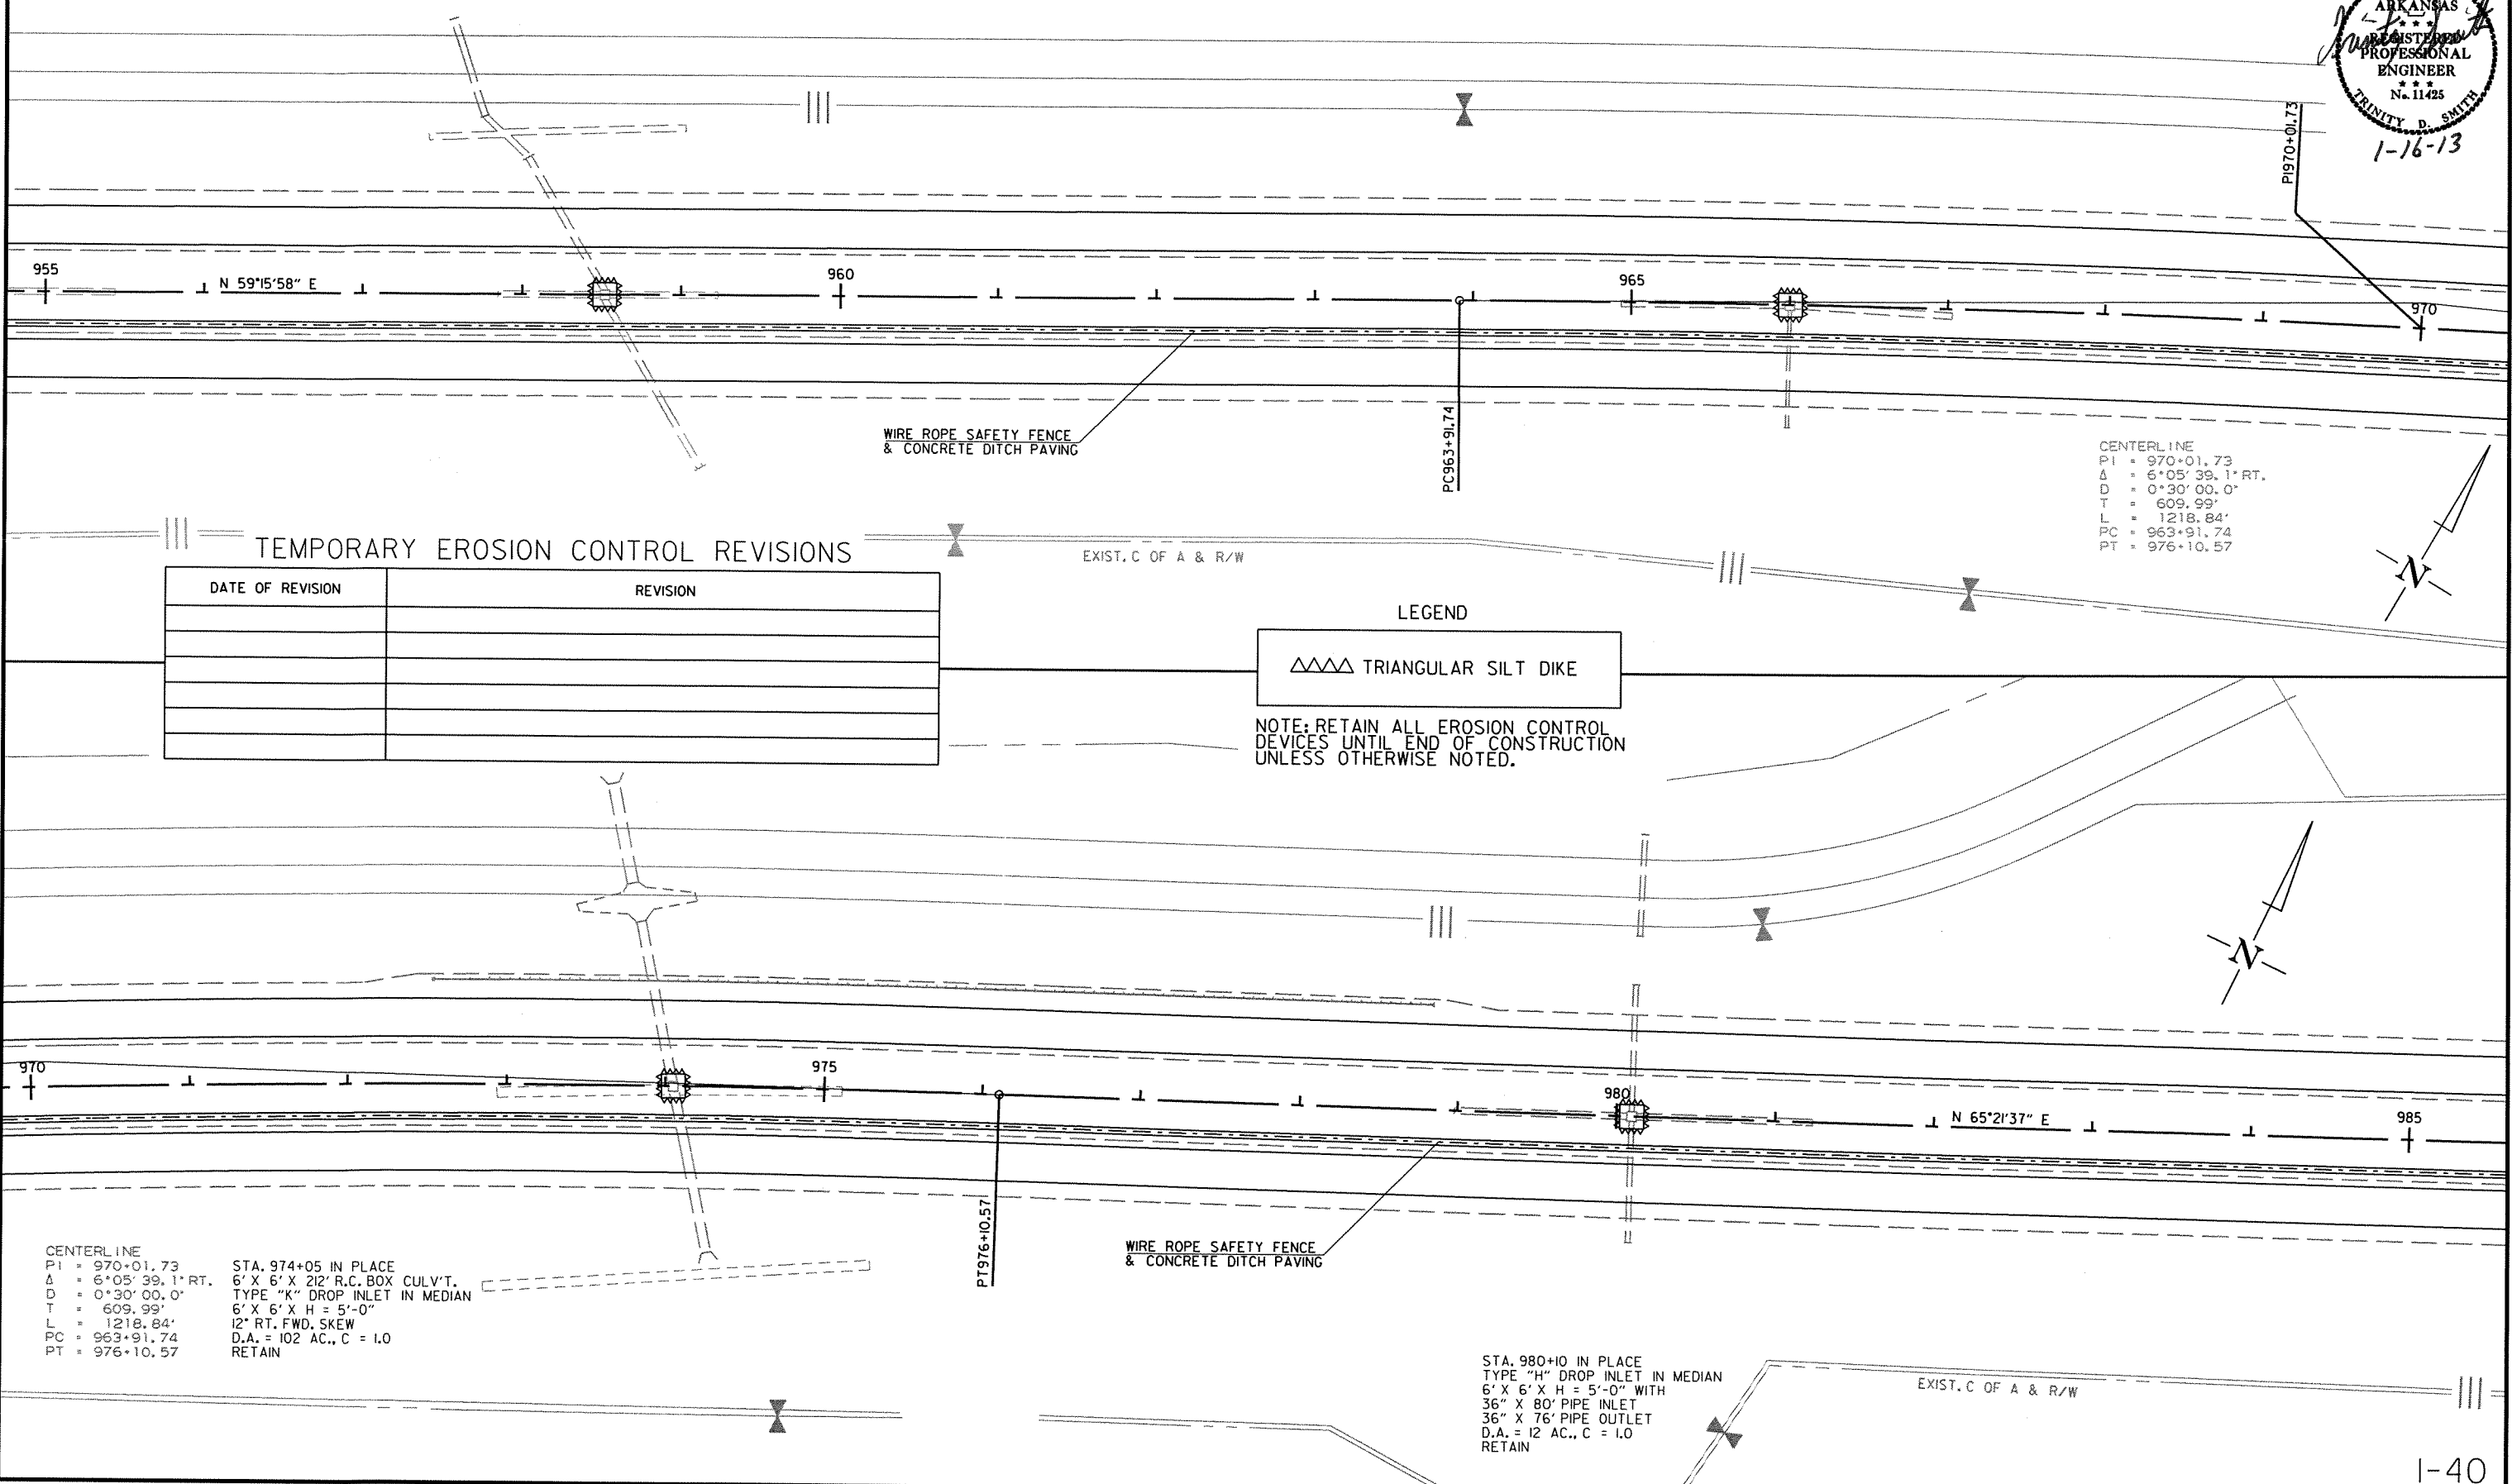 ARKANSAS
★ ★ ★
REGISTERED
PROFESSIONAL
ENGINEER
★ ★ ★
No. 11425
TRINITY D. SMITH
1-16-13
PI970+01.73
955
N 59°15'58" E
960
965
970
WIRE ROPE SAFETY FENCE
& CONCRETE DITCH PAVING
PC963+91.74
CENTERLINE
PI = 970+01.73
Δ = 6°05'39.1" RT.
D = 0°30'00.0"
T = 609.99'
L = 1218.84'
PC = 963+91.74
PT = 976+10.57
N
EXIST. C OF A & R/W
TEMPORARY EROSION CONTROL REVISIONS
DATE OF REVISION
REVISION
LEGEND
TRIANGULAR SILT DIKE
NOTE: RETAIN ALL EROSION CONTROL
DEVICES UNTIL END OF CONSTRUCTION
UNLESS OTHERWISE NOTED.
N
970
975
980
N 65°21'37" E
985
PT976+10.57
WIRE ROPE SAFETY FENCE
& CONCRETE DITCH PAVING
CENTERLINE
PI = 970+01.73
Δ = 6°05'39.1" RT.
D = 0°30'00.0"
T = 609.99'
L = 1218.84'
PC = 963+91.74
PT = 976+10.57
STA. 974+05 IN PLACE
6' X 6' X 212' R.C. BOX CULV'T.
TYPE "K" DROP INLET IN MEDIAN
6' X 6' X H = 5'-0"
12° RT. FWD. SKEW
D.A. = 102 AC., C = 1.0
RETAIN
STA. 980+10 IN PLACE
TYPE "H" DROP INLET IN MEDIAN
6' X 6' X H = 5'-0" WITH
36" X 80' PIPE INLET
36" X 76' PIPE OUTLET
D.A. = 12 AC., C = 1.0
RETAIN
EXIST. C OF A & R/W
I-40